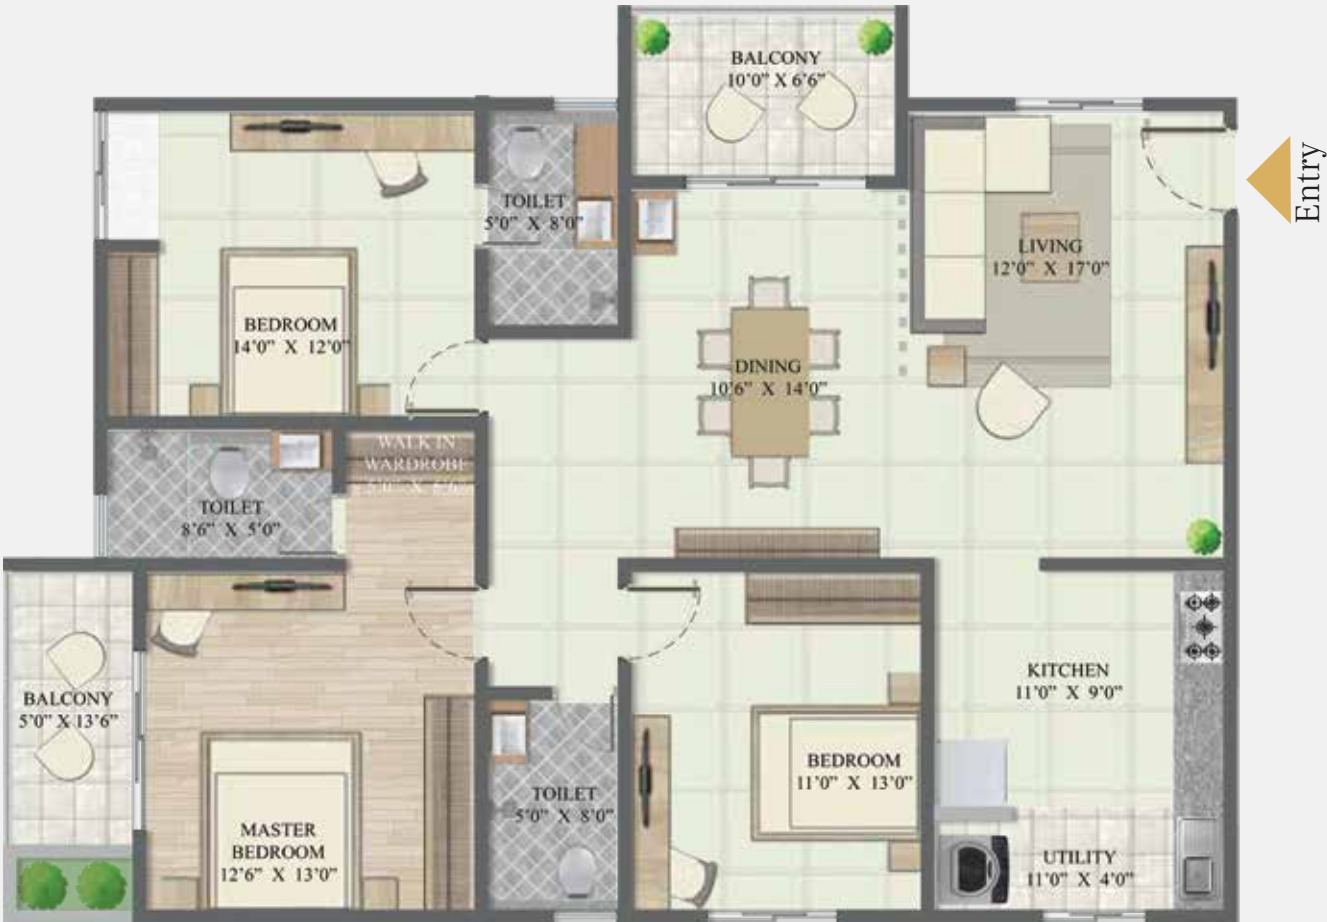 BALCONY
10'0" X 6'6"
Entry
TOILET
5'0" X 8'0"
LIVING
12'0" X 17'0"
BEDROOM
14'0" X 12'0"
DINING
10'6" X 14'0"
WALK IN
WARDROBE
TOILET
8'6" X 5'0"
KITCHEN
11'0" X 9'0"
BALCONY
5'0" X 13'6"
BEDROOM
11'0" X 13'0"
TOILET
5'0" X 8'0"
MASTER
BEDROOM
12'6" X 13'0"
UTILITY
11'0" X 4'0"